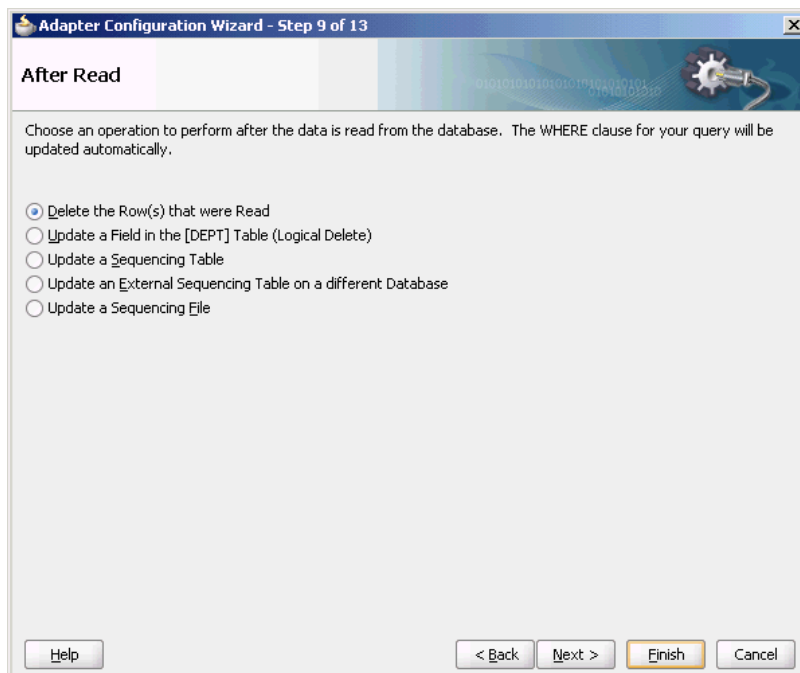 Adapter Configuration Wizard - Step 9 of 13
After Read
Choose an operation to perform after the data is read from the database. The WHERE clause for your query will be
updated automatically.
Delete the Row(s) that were Read
Update a Field in the [DEPT] Table (Logical Delete)
Update a Sequencing Table
Update an External Sequencing Table on a different Database
Update a Sequencing File
Help
< Back
Next >
Finish
Cancel